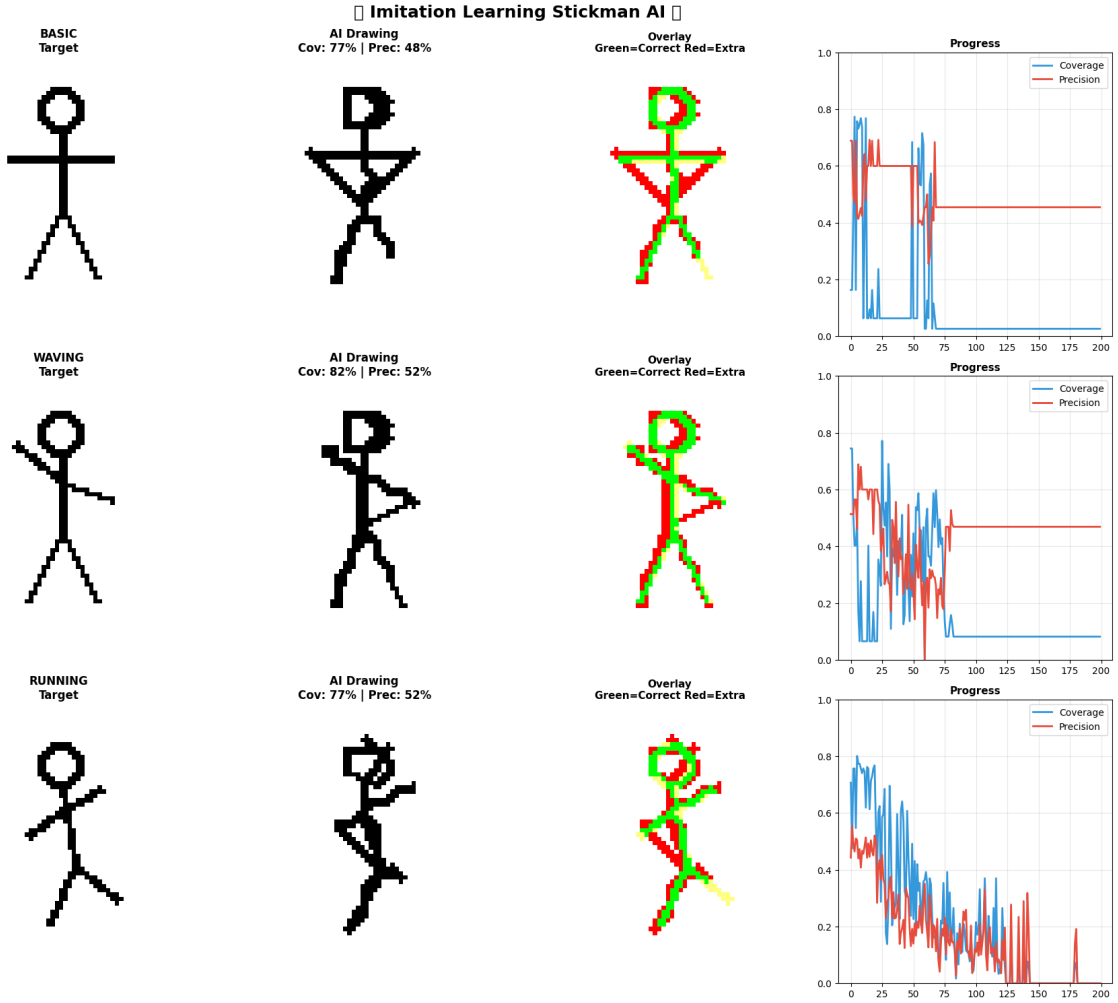 ▯ Imitation Learning Stickman AI ▯
BASIC
Target
AI Drawing
Cov: 77% | Prec: 48%
Overlay
Green=Correct Red=Extra
Progress
1.0
0.8
0.6
0.4
0.2
0.0
0 25 50 75 100 125 150 175 200
Coverage
Precision
WAVING
Target
AI Drawing
Cov: 82% | Prec: 52%
Overlay
Green=Correct Red=Extra
Progress
1.0
0.8
0.6
0.4
0.2
0.0
0 25 50 75 100 125 150 175 200
Coverage
Precision
RUNNING
Target
AI Drawing
Cov: 77% | Prec: 52%
Overlay
Green=Correct Red=Extra
Progress
1.0
0.8
0.6
0.4
0.2
0.0
0 25 50 75 100 125 150 175 200
Coverage
Precision